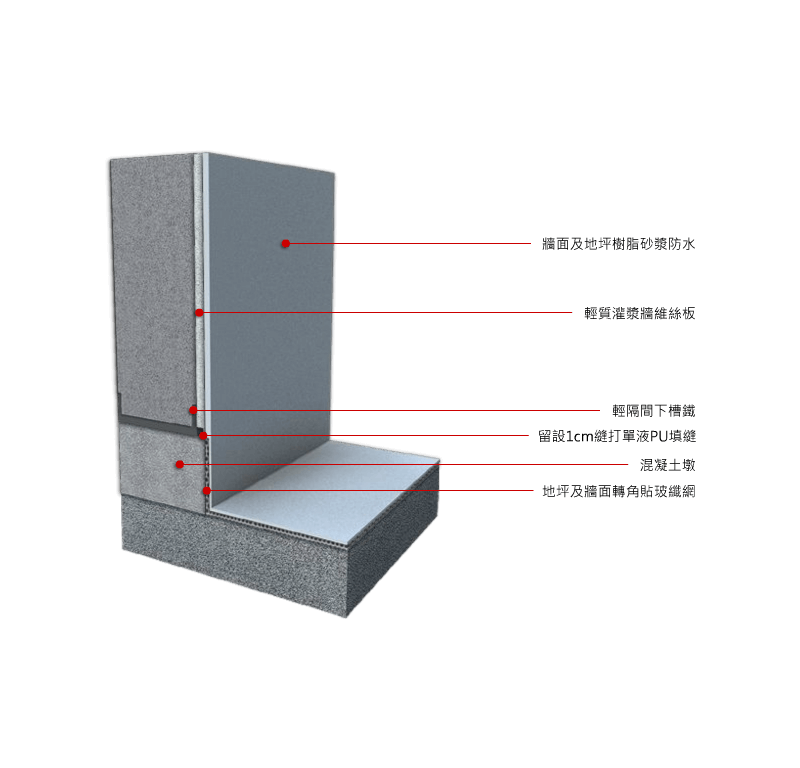 牆面及地坪樹脂砂漿防水
輕質灌漿牆維絲板
輕隔間下槽鐵
留設1cm縫打單液PU填縫
混凝土墩
地坪及牆面轉角貼玻纖網